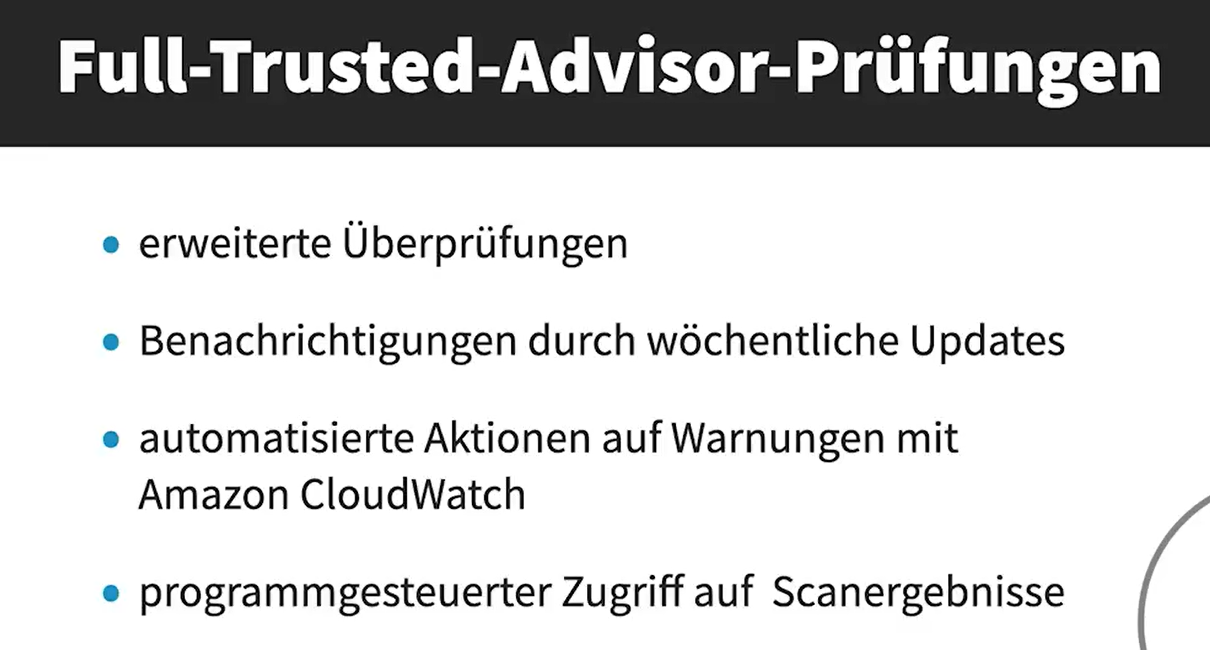 Full-Trusted-Advisor-Prüfungen
• erweiterte Überprüfungen
• Benachrichtigungen durch wöchentliche Updates
• automatisierte Aktionen auf Warnungen mit
Amazon CloudWatch
• programmgesteuerter Zugriff auf  Scanergebnisse